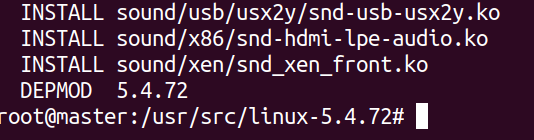 INSTALL sound/usb/usx2y/snd-usb-usx2y.ko
INSTALL sound/x86/snd-hdmi-lpe-audio.ko
INSTALL sound/xen/snd_xen_front.ko
DEPMOD 5.4.72
root@master:/usr/src/linux-5.4.72#